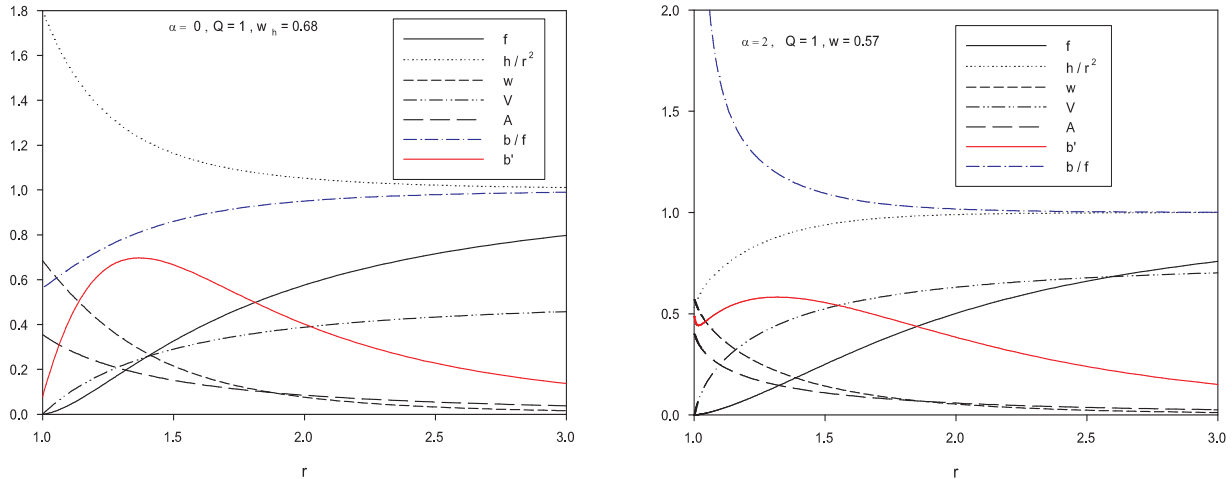 α = 0 , Q = 1 , w h = 0.68
f
h / r²
w
V
A
b / f
b'
1.8
1.6
1.4
1.2
1.0
0.8
0.6
0.4
0.2
0.0
1.0 1.5 2.0 2.5 3.0
r
α = 2 , Q = 1 , w = 0.57
f
h / r²
w
V
A
b'
b / f
2.0
1.5
1.0
0.5
0.0
1.0 1.5 2.0 2.5 3.0
r